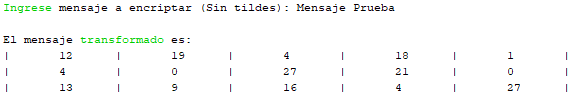 Ingrese mensaje a encriptar (Sin tildes): Mensaje Prueba
El mensaje transformado es:
| 12 | 19 | 4 | 18 | 1 |
| 4 | 0 | 27 | 21 | 0 |
| 13 | 9 | 16 | 4 | 27 |